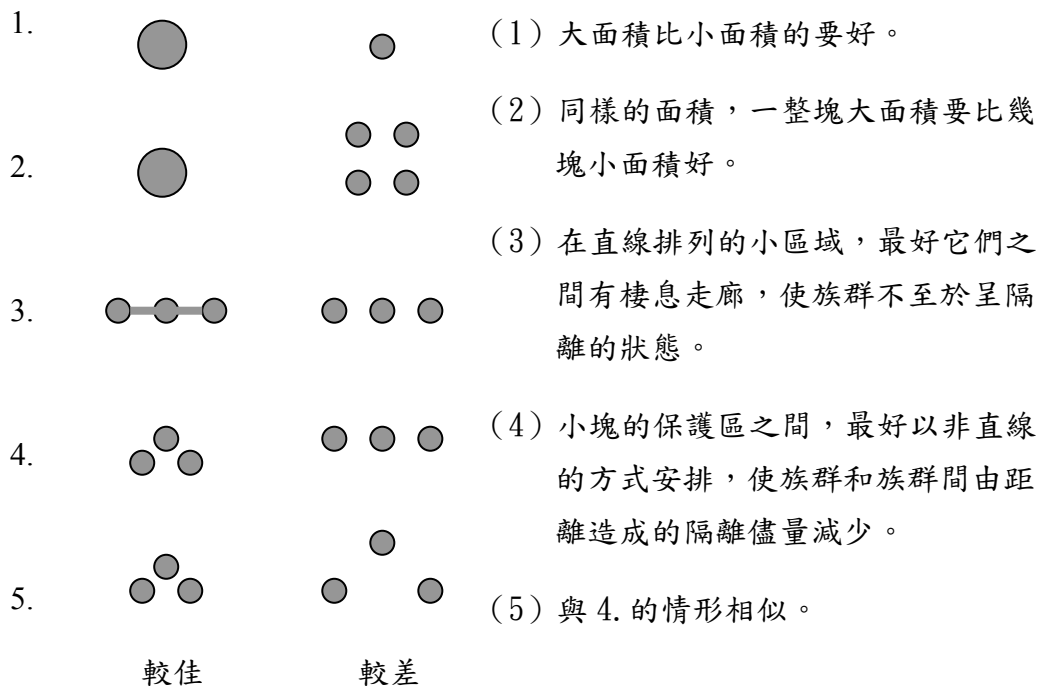 1.
（1）大面積比小面積的要好。
2.
（2）同樣的面積，一整塊大面積要比幾
塊小面積好。
3.
（3）在直線排列的小區域，最好它們之
間有棲息走廊，使族群不至於呈隔
離的狀態。
4.
（4）小塊的保護區之間，最好以非直線
的方式安排，使族群和族群間由距
離造成的隔離儘量減少。
5.
（5）與 4. 的情形相似。
較佳 較差